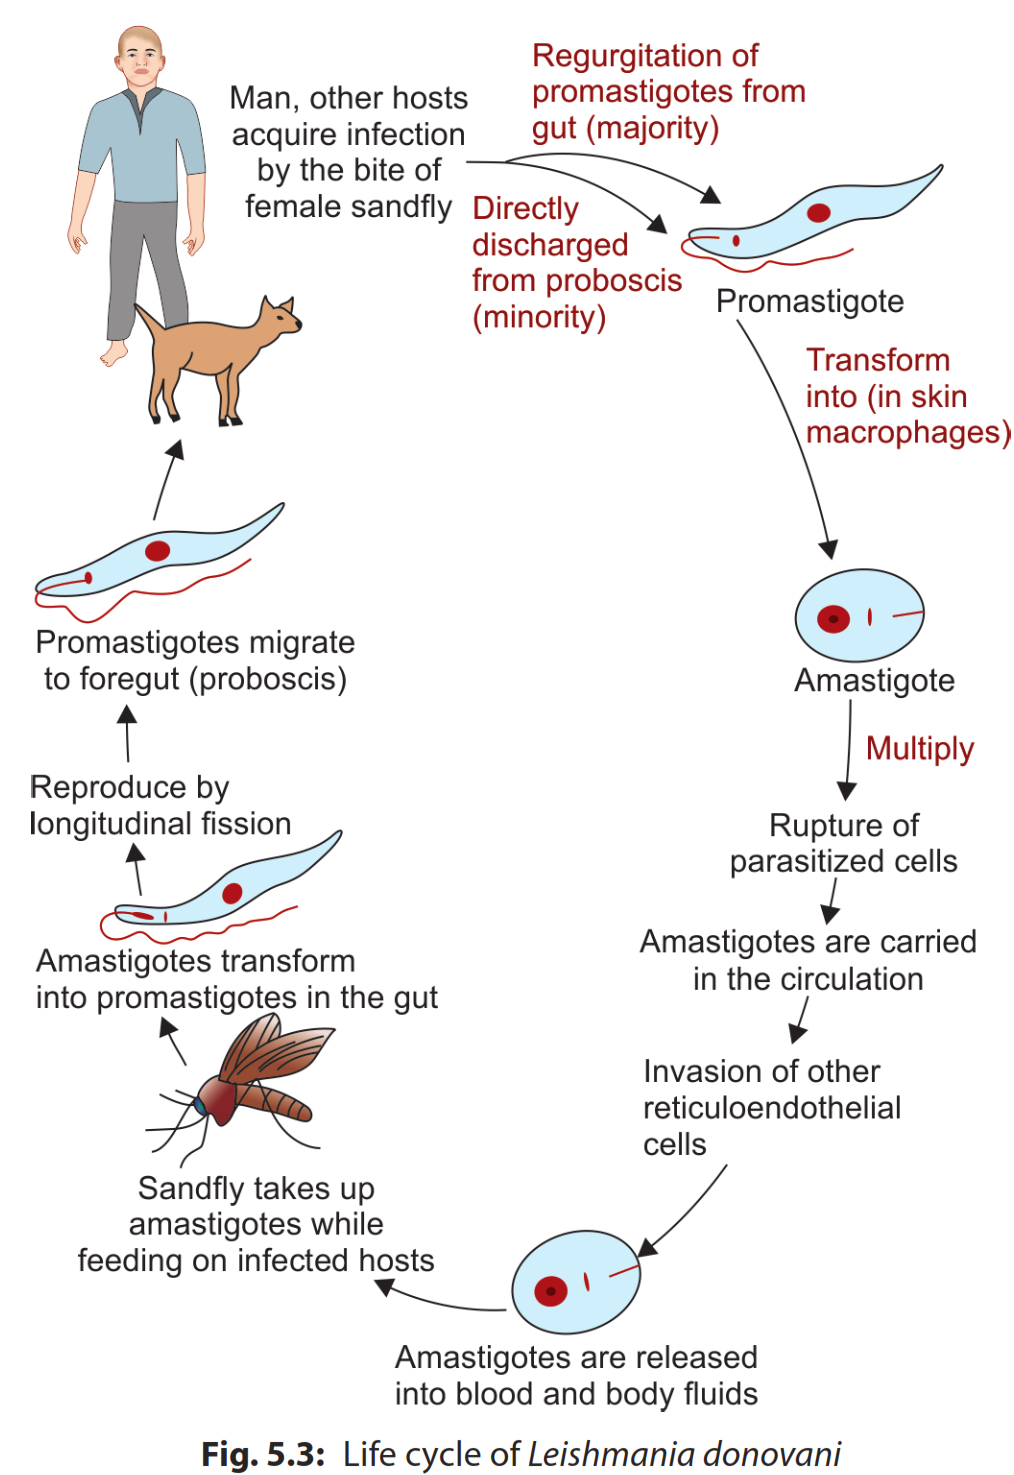 Man, other hosts
acquire infection
by the bite of
female sandfly
Regurgitation of
promastigotes from
gut (majority)
Directly
discharged
from proboscis
(minority)
Promastigote
Transform
into (in skin
macrophages)
Amastigote
Multiply
Rupture of
parasitized cells
Amastigotes are carried
in the circulation
Invasion of other
reticuloendothelial
cells
Amastigotes are released
into blood and body fluids
Sandfly takes up
amastigotes while
feeding on infected hosts
Amastigotes transform
into promastigotes in the gut
Reproduce by
longitudinal fission
Promastigotes migrate
to foregut (proboscis)
Fig. 5.3: Life cycle of Leishmania donovani